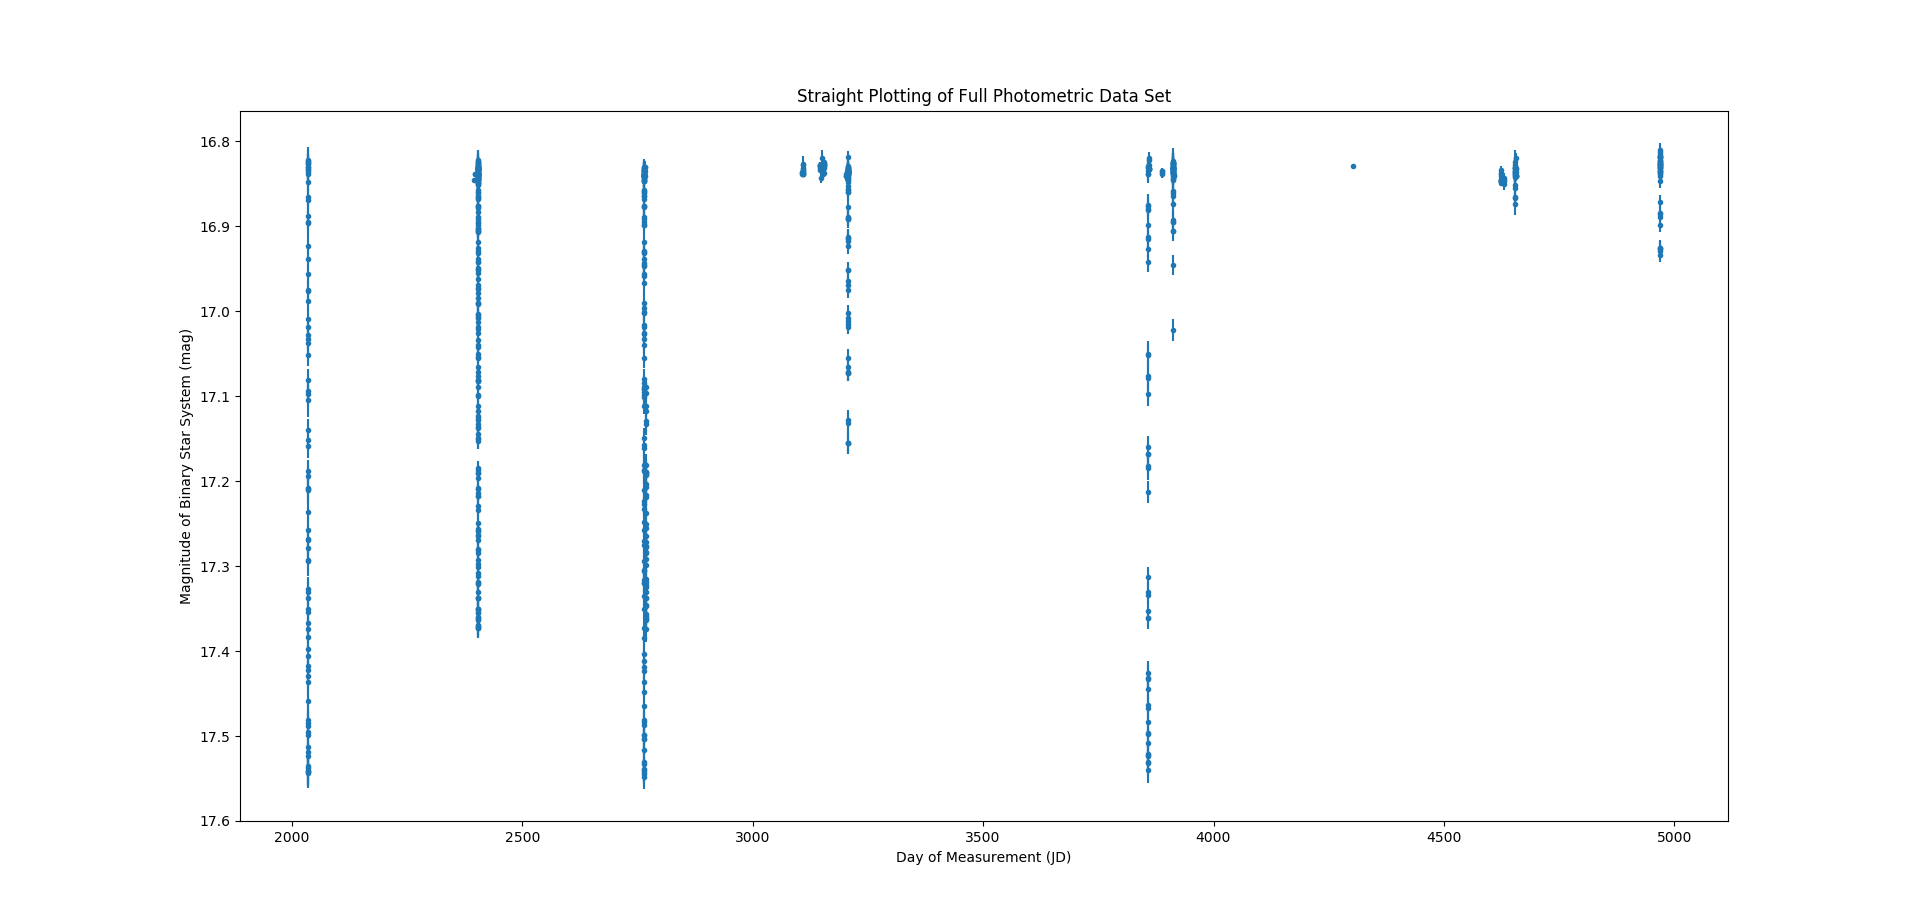 Straight Plotting of Full Photometric Data Set
Magnitude of Binary Star System (mag)
16.8
16.9
17.0
17.1
17.2
17.3
17.4
17.5
17.6
2000 2500 3000 3500 4000 4500 5000
Day of Measurement (JD)